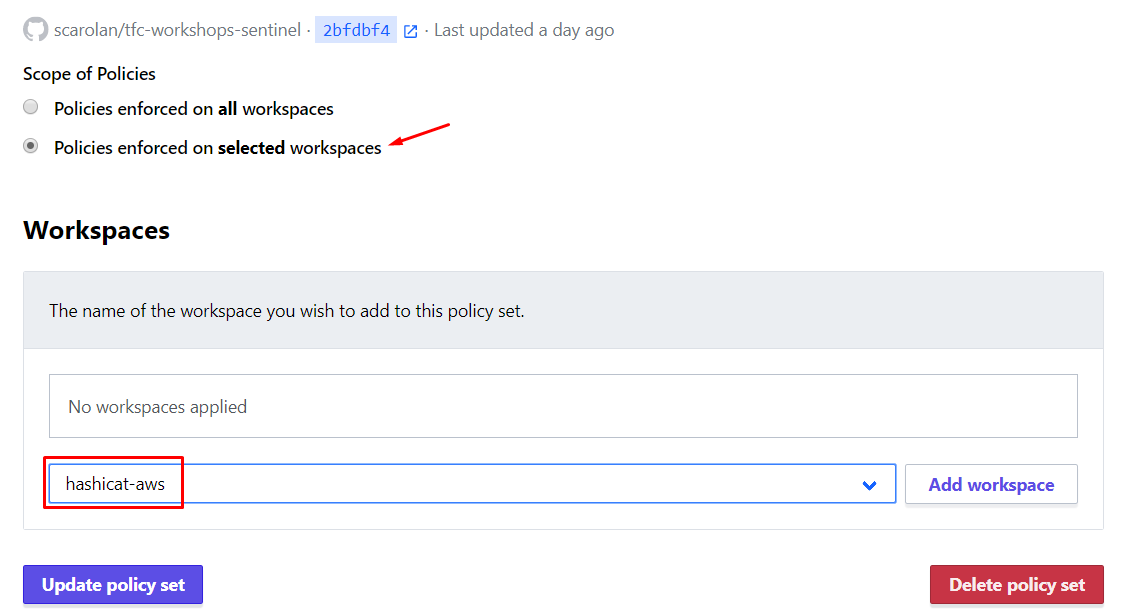 scarolan/tfc-workshops-sentinel · 2bfdbf4 · Last updated a day ago
Scope of Policies
Policies enforced on all workspaces
Policies enforced on selected workspaces
Workspaces
The name of the workspace you wish to add to this policy set.
No workspaces applied
hashicat-aws Add workspace
Update policy set Delete policy set